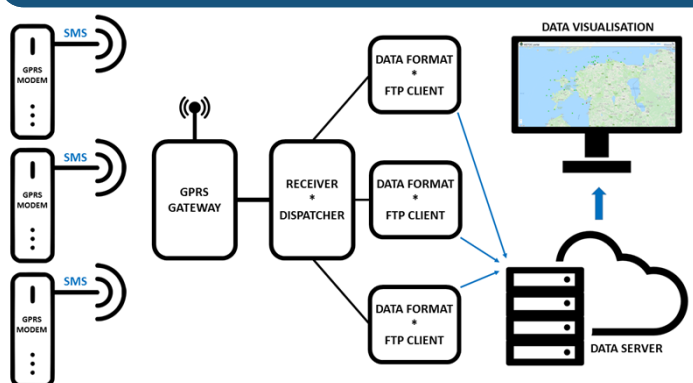 SMS
GPRS
MODEM
SMS
GPRS
MODEM
SMS
GPRS
MODEM
GPRS
GATEWAY
RECEIVER
*
DISPATCHER
DATA FORMAT
*
FTP CLIENT
DATA FORMAT
*
FTP CLIENT
DATA FORMAT
*
FTP CLIENT
DATA VISUALISATION
DATA SERVER